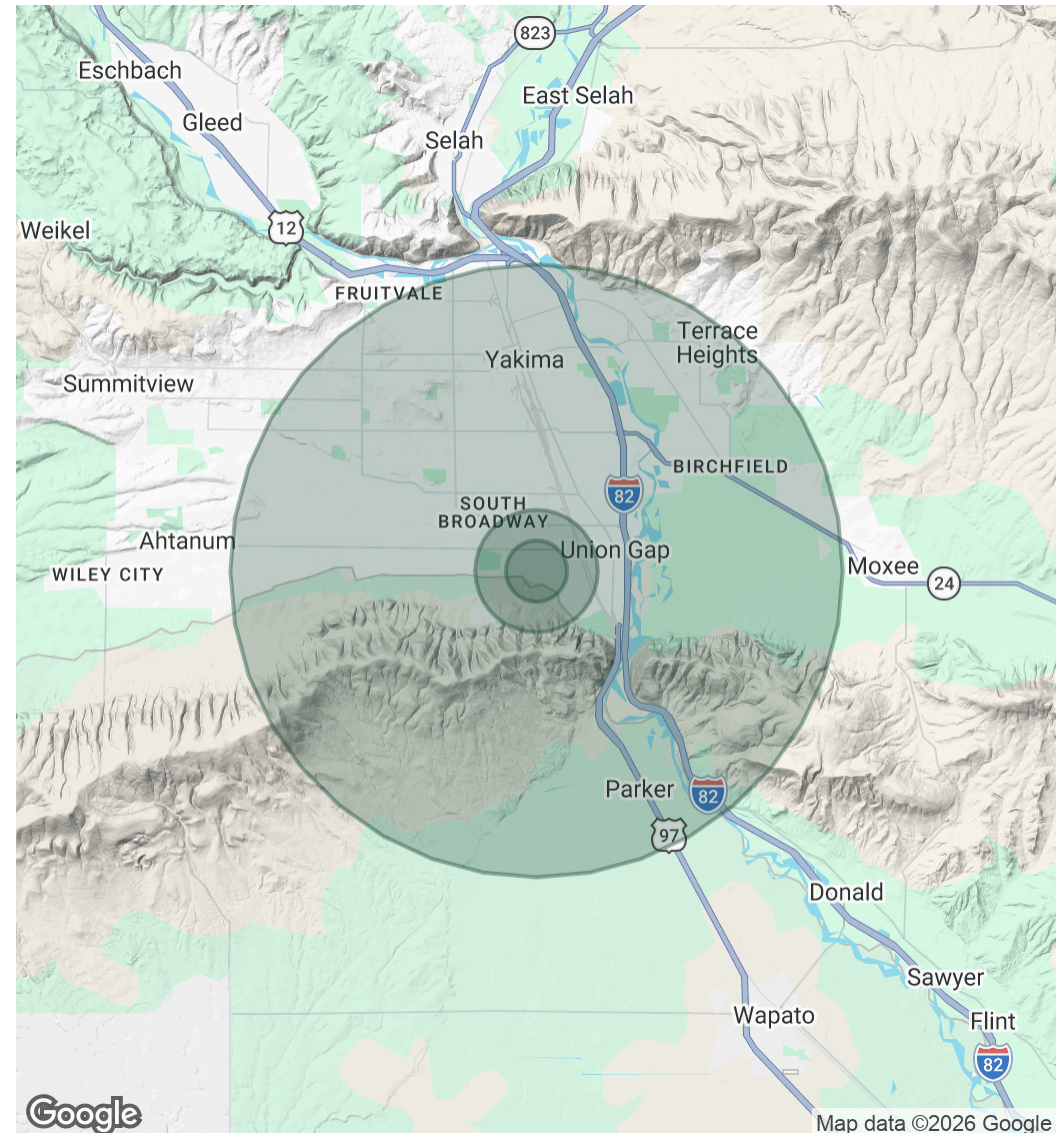 823
Eschbach
East Selah
Gleed
Selah
12
Weikel
FRUITVALE
Terrace
Heights
Yakima
Summitview
BIRCHFIELD
82
SOUTH
BROADWAY
Ahtanum
Union Gap
Moxee
WILEY CITY
24
Parker
82
97
Donald
Sawyer
Wapato
Flint
82
Google
Map data ©2026 Google